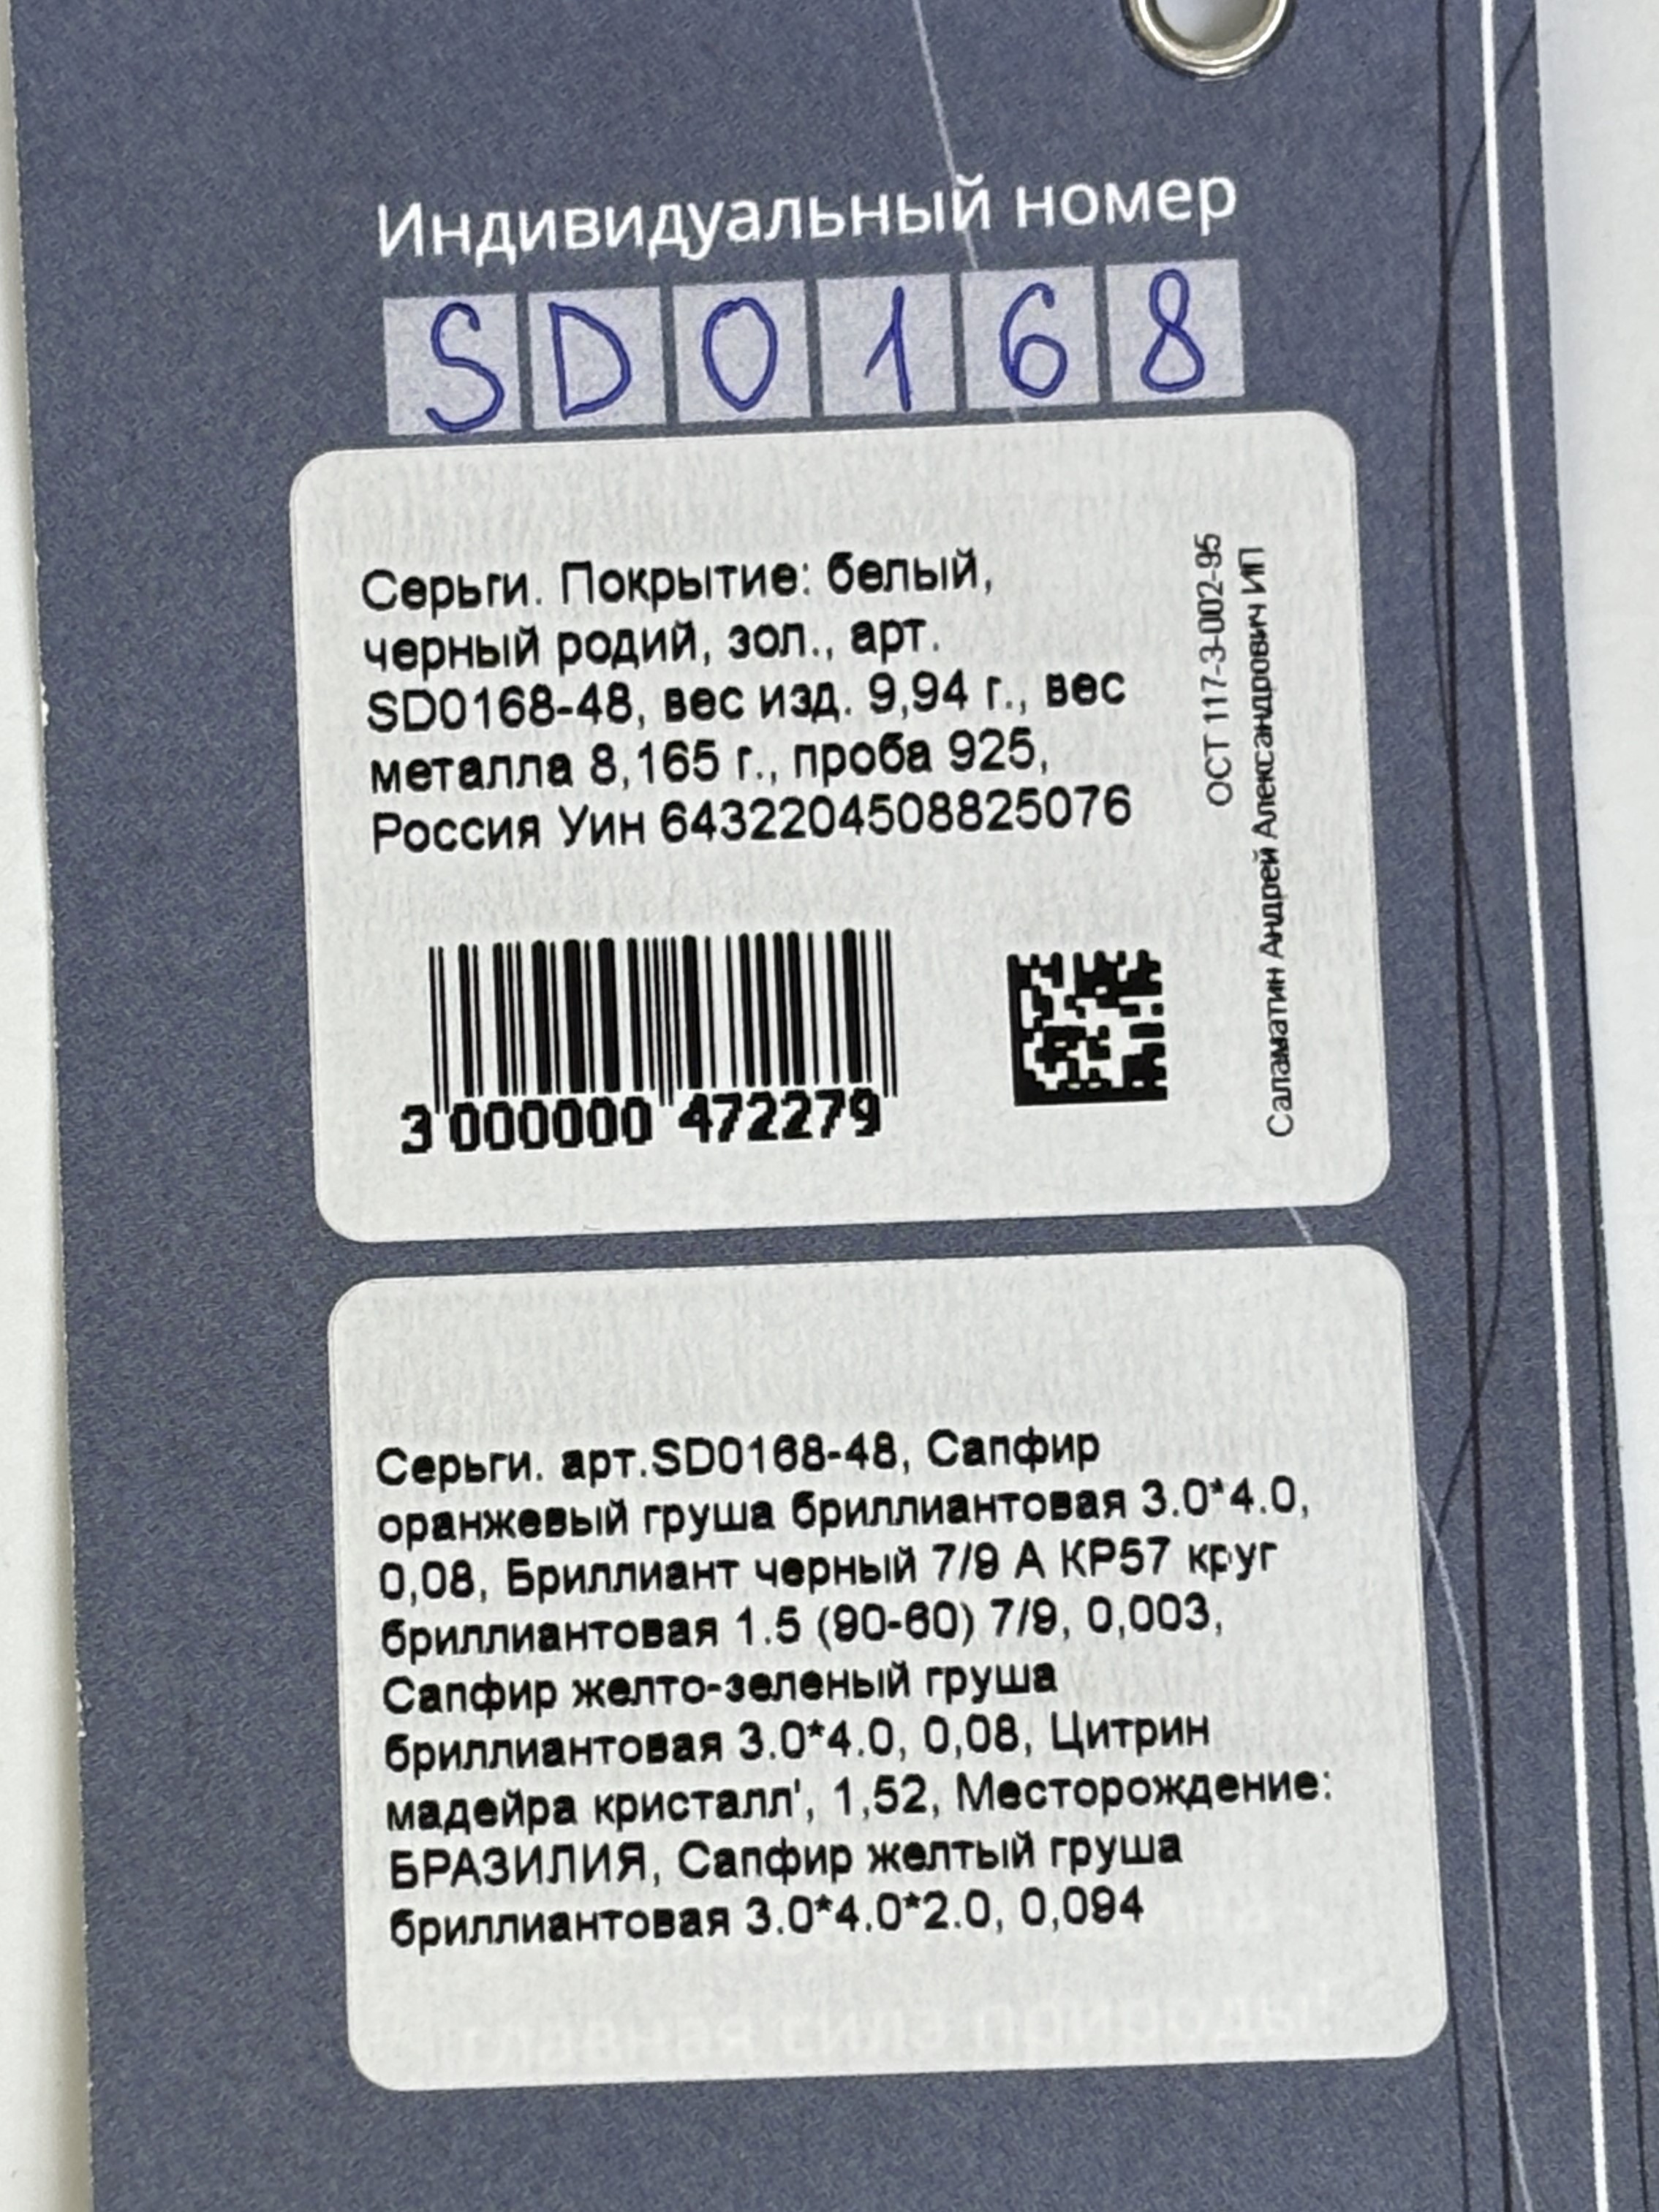 Индивидуальный номер
SD0168
Серьги. Покрытие: белый,
черный родий, зол., арт.
SD0168-48, вес изд. 9,94 г., вес
металла 8,165 г., проба 925,
Россия Уин 6432204508825076
ОСТ 117-3-002-95
Саламатин Андрей Александрович ИП
3 000000 472279
Серьги. арт.SD0168-48, Сапфир
оранжевый груша бриллиантовая 3.0*4.0,
0,08, Бриллиант черный 7/9 А КР57 круг
бриллиантовая 1.5 (90-60) 7/9, 0,003,
Сапфир желто-зеленый груша
бриллиантовая 3.0*4.0, 0,08, Цитрин
мадейра кристалл', 1,52, Месторождение:
БРАЗИЛИЯ, Сапфир желтый груша
бриллиантовая 3.0*4.0*2.0, 0,094